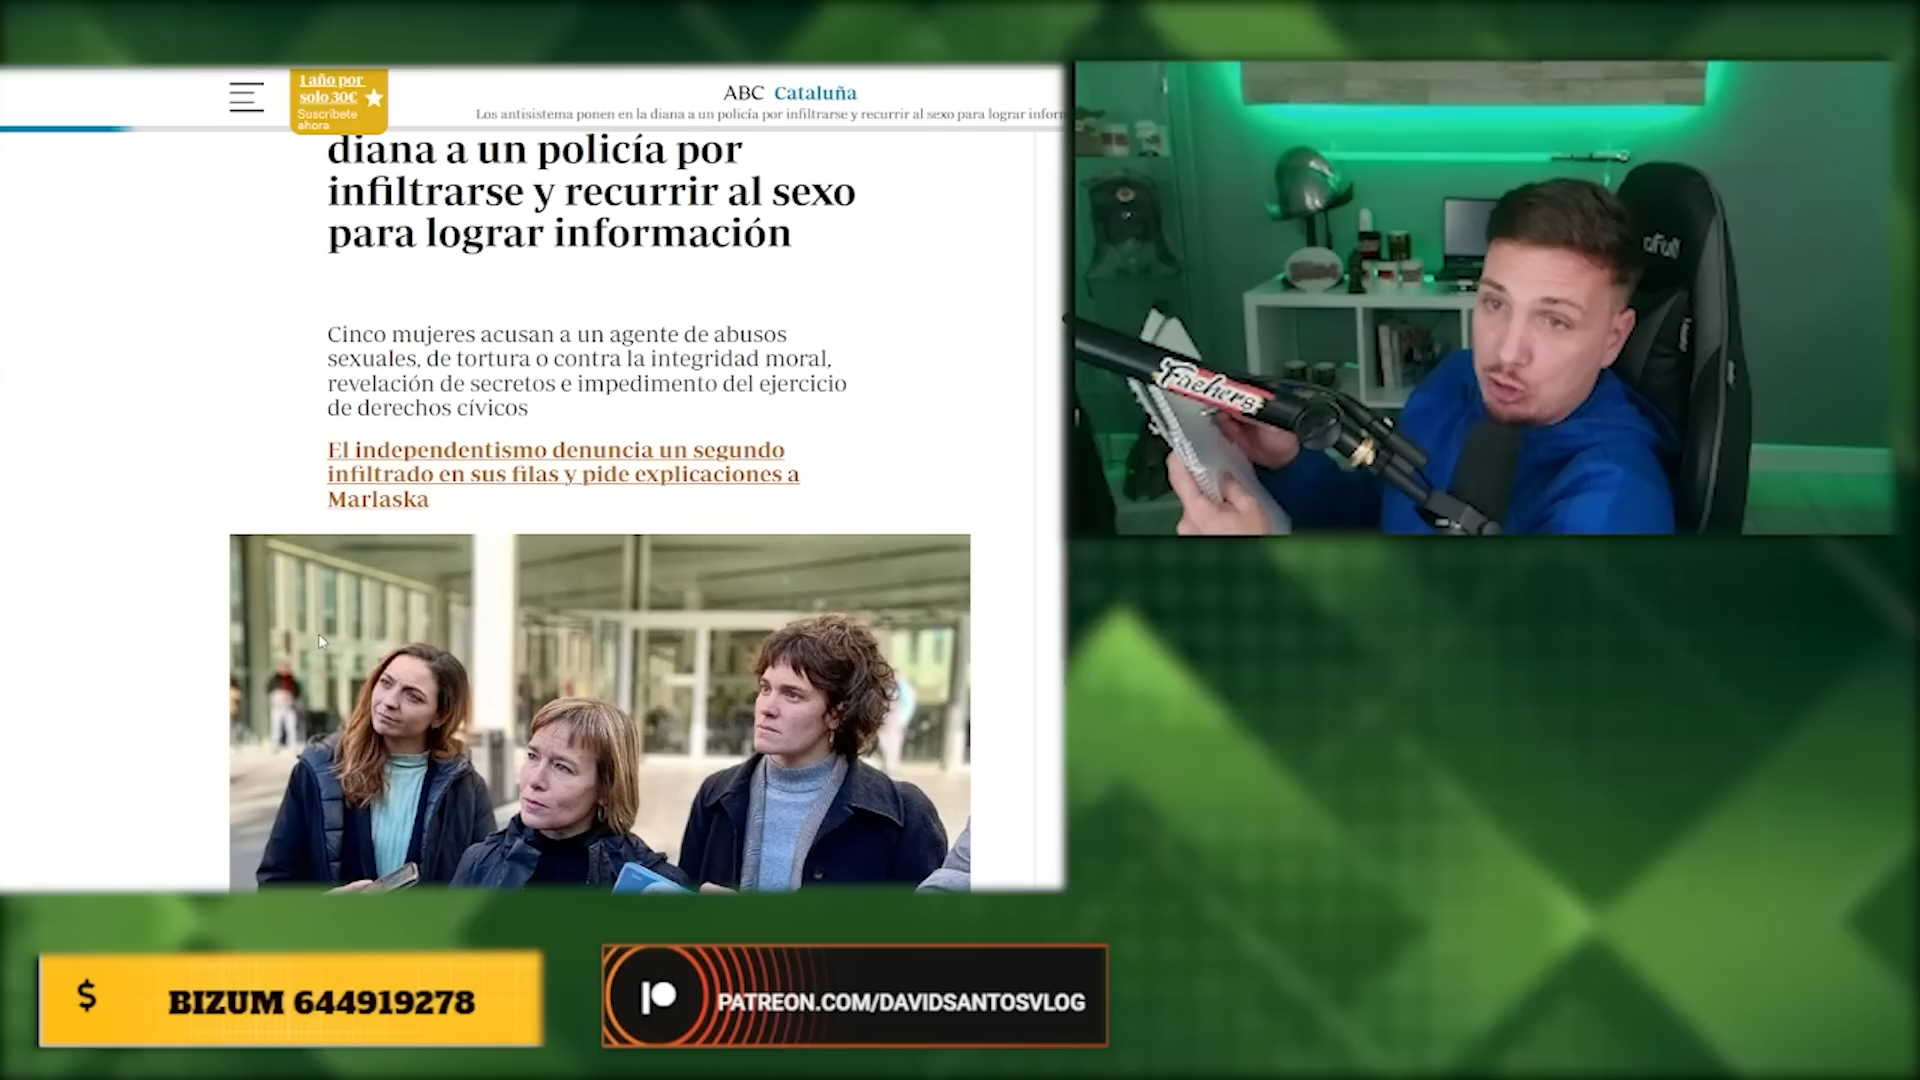 1 año por
solo 30€
Suscríbete
ahora
ABC Cataluña
Los antisistema ponen en la diana a un policía por infiltrarse y recurrir al sexo para lograr inform
diana a un policía por
infiltrarse y recurrir al sexo
para lograr información
Cinco mujeres acusan a un agente de abusos
sexuales, de tortura o contra la integridad moral,
revelación de secretos e impedimento del ejercicio
de derechos cívicos
El independentismo denuncia un segundo
infiltrado en sus filas y pide explicaciones a
Marlaska
Fachers
$ BIZUM 644919278
PATREON.COM/DAVIDSANTOSVLOG